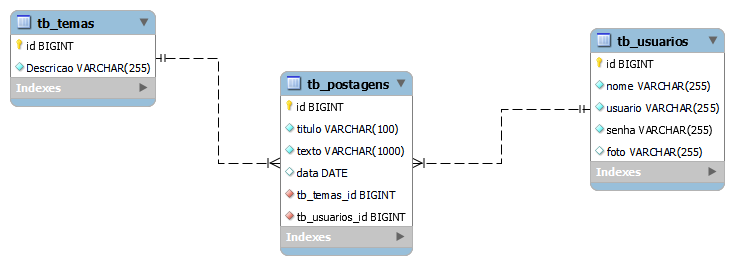 tb_temas
id BIGINT
Descricao VARCHAR(255)
Indexes
tb_postagens
id BIGINT
titulo VARCHAR(100)
texto VARCHAR(1000)
data DATE
tb_temas_id BIGINT
tb_usuarios_id BIGINT
Indexes
tb_usuarios
id BIGINT
nome VARCHAR(255)
usuario VARCHAR(255)
senha VARCHAR(255)
foto VARCHAR(255)
Indexes